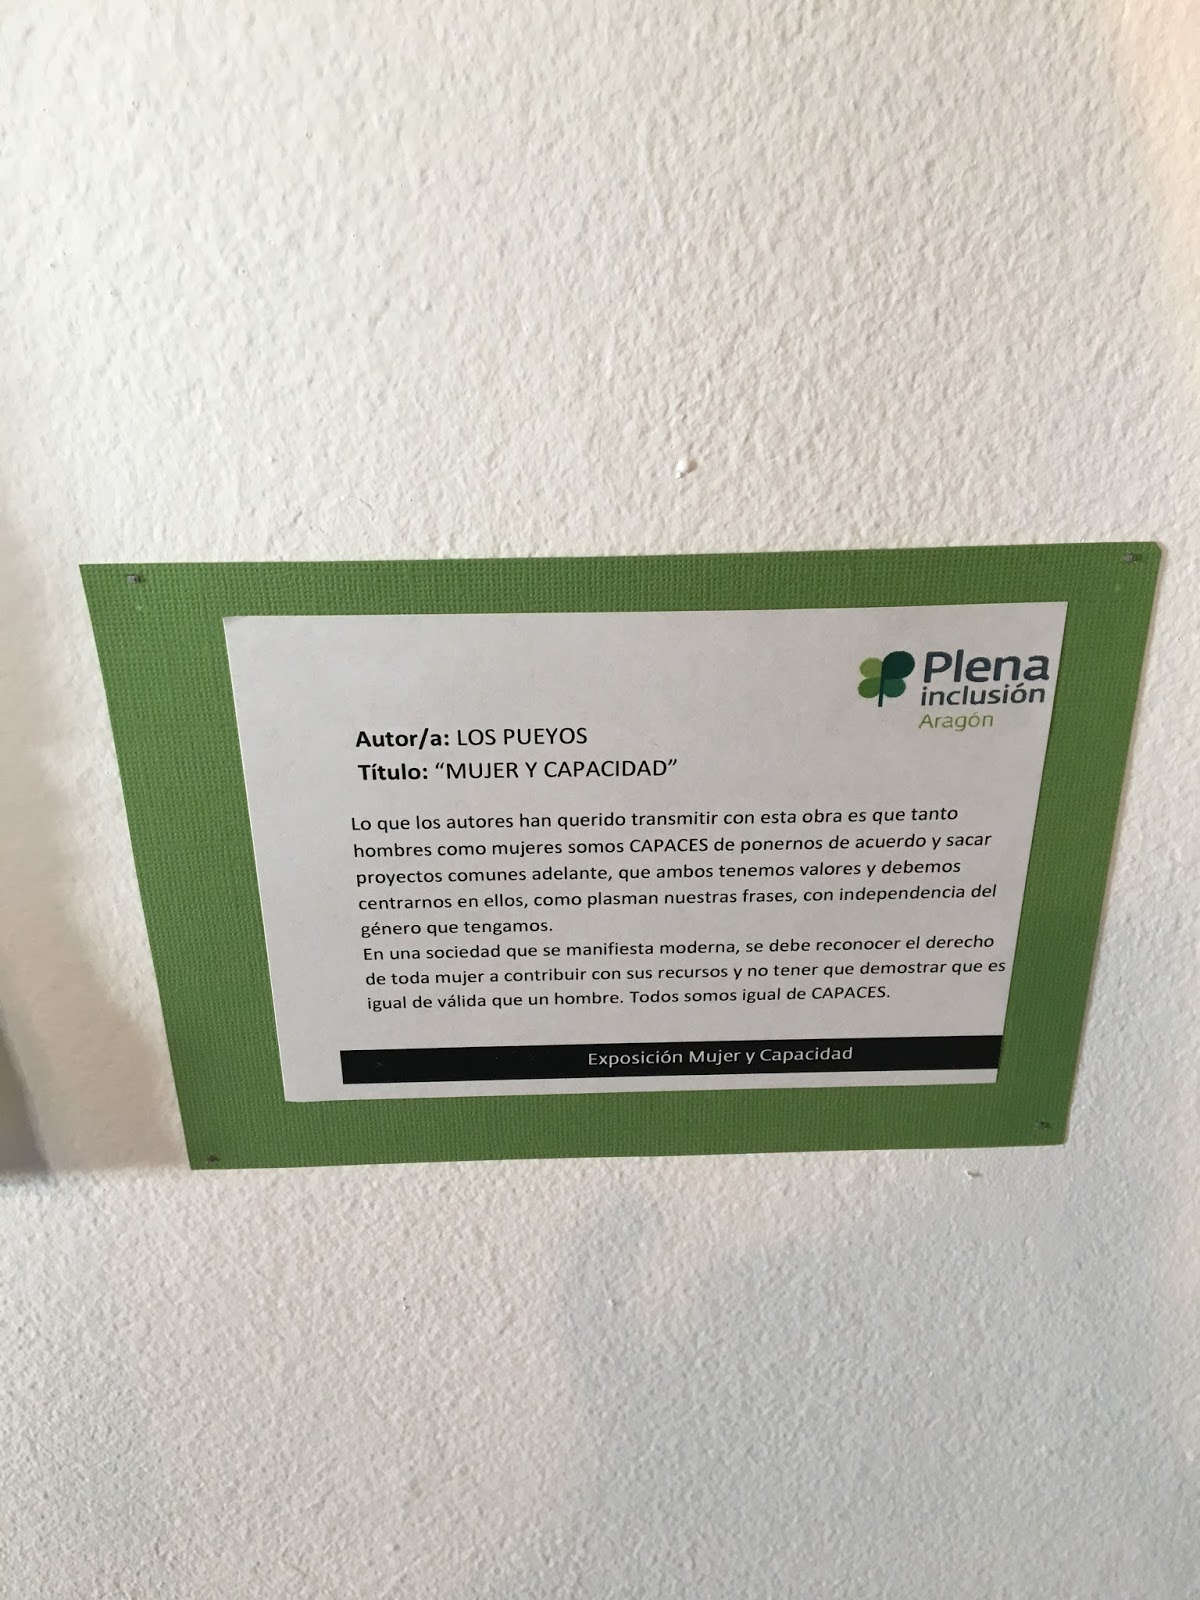 Plena
inclusión
Aragón
Autor/a: LOS PUEYOS
Título: “MUJER Y CAPACIDAD”
Lo que los autores han querido transmitir con esta obra es que tanto
hombres como mujeres somos CAPACES de ponernos de acuerdo y sacar
proyectos comunes adelante, que ambos tenemos valores y debemos
centrarnos en ellos, como plasman nuestras frases, con independencia del
género que tengamos.
En una sociedad que se manifiesta moderna, se debe reconocer el derecho
de toda mujer a contribuir con sus recursos y no tener que demostrar que es
igual de válida que un hombre. Todos somos igual de CAPACES.
Exposición Mujer y Capacidad